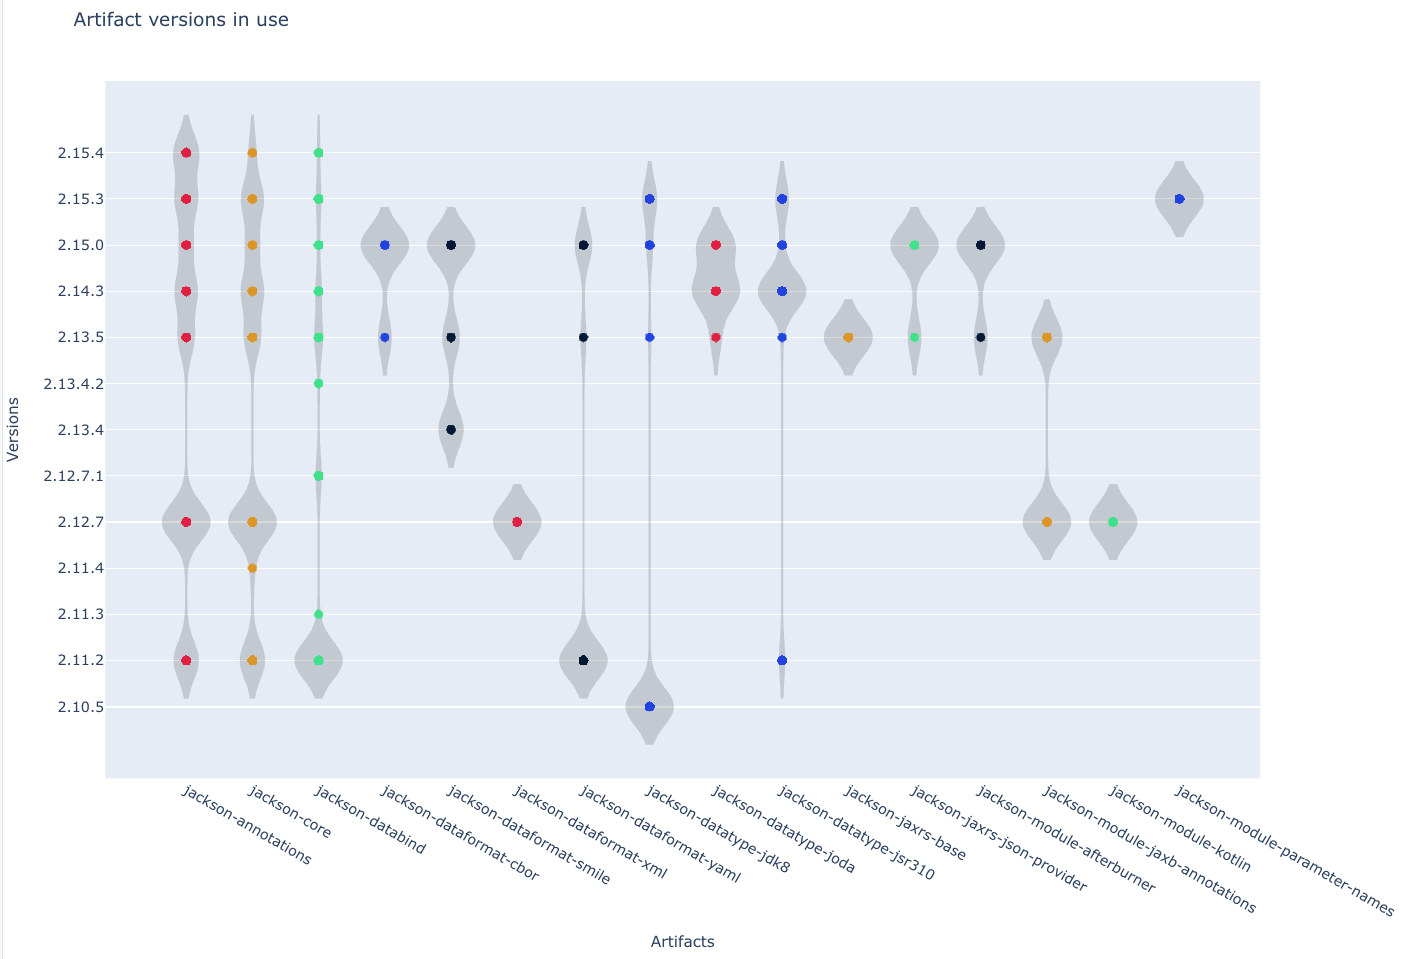 Artifact versions in use
2.15.4
2.15.3
2.15.0
2.14.3
2.13.5
2.13.4.2
2.13.4
2.12.7.1
2.12.7
2.11.4
2.11.3
2.11.2
2.10.5
Versions
jackson-annotations
jackson-core
jackson-databind
jackson-dataformat-cbor
jackson-dataformat-smile
jackson-dataformat-xml
jackson-dataformat-yaml
jackson-datatype-jdk8
jackson-datatype-joda
jackson-datatype-jsr310
jackson-jaxrs-base
jackson-jaxrs-json-provider
jackson-module-afterburner
jackson-module-jaxb-annotations
jackson-module-kotlin
jackson-module-parameter-names
Artifacts